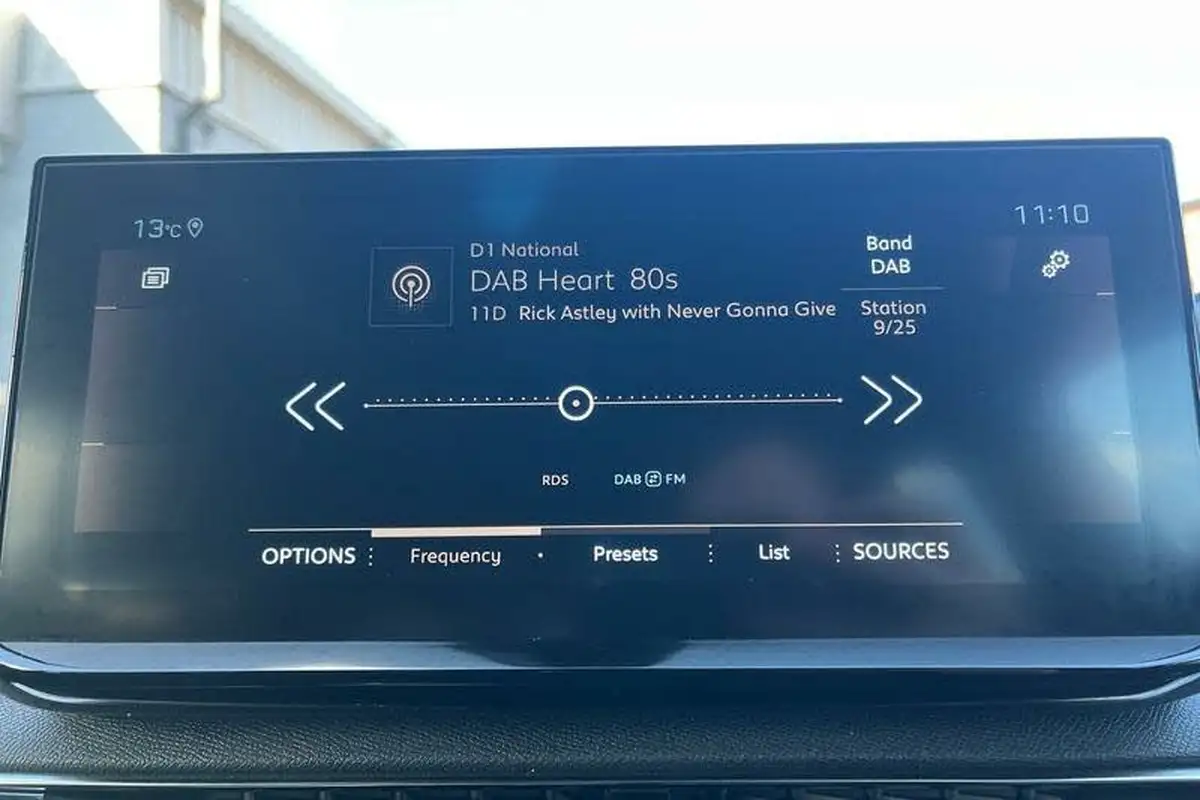 13°C
11:10
D1 National
DAB Heart 80s
11D Rick Astley with Never Gonna Give
Band
DAB
Station
9/25
RDS
DAB FM
OPTIONS
Frequency
Presets
List
SOURCES